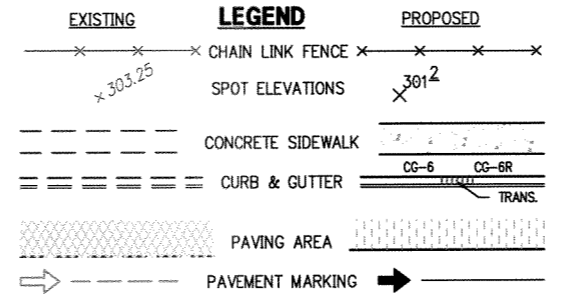 EXISTING LEGEND PROPOSED
CHAIN LINK FENCE
303.25 SPOT ELEVATIONS 301 2
CONCRETE SIDEWALK
CG-6 CG-6R
CURB & GUTTER
TRANS.
PAVING AREA
PAVEMENT MARKING